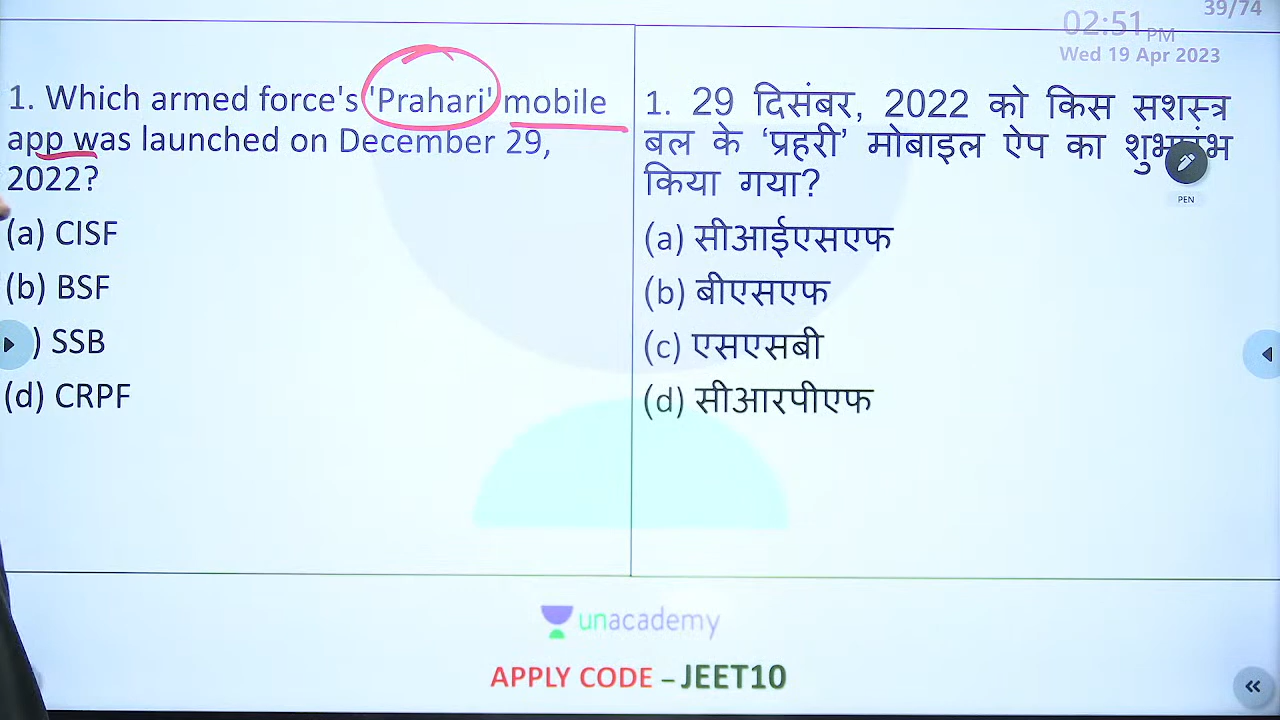 39/74
02:51 PM
Wed 19 Apr 2023
1. Which armed force's 'Prahari' mobile
app was launched on December 29,
2022?
(a) CISF
(b) BSF
) SSB
(d) CRPF
1. 29 दिसंबर, 2022 को किस सशस्त्र
बल के ‘प्रहरी’ मोबाइल ऐप का शुभारंभ
किया गया?
PEN
(a) सीआईएसएफ
(b) बीएसएफ
(c) एसएसबी
(d) सीआरपीएफ
unacademy
APPLY CODE – JEET10